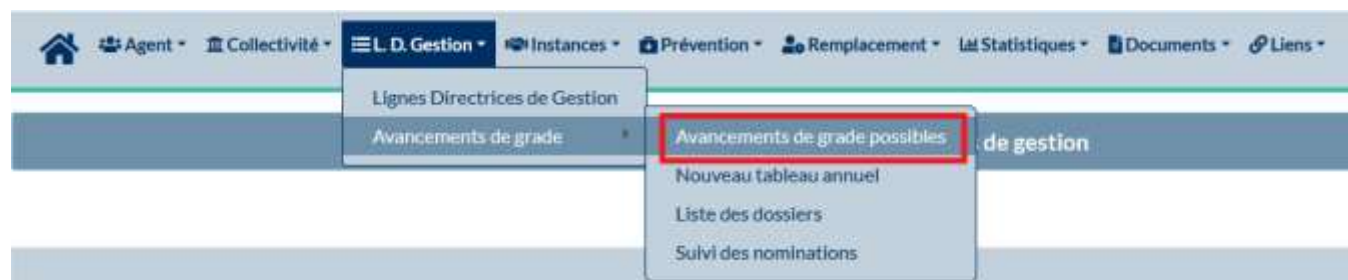 Agent Collectivité L. D. Gestion Instances Prévention Remplacement Statistiques Documents Liens
Lignes Directrices de Gestion
Avancements de grade
Avancements de grade possibles
de gestion
Nouveau tableau annuel
Liste des dossiers
Suivi des nominations